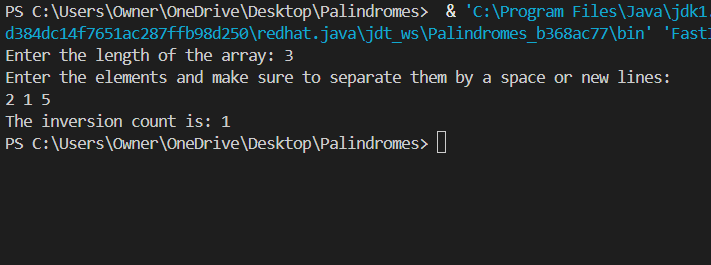 PS C:\Users\Owner\OneDrive\Desktop\Palindromes>  & 'C:\Program Files\Java\jdk1.
d384dc14f7651ac287ffb98d250\redhat.java\jdt_ws\Palindromes_b368ac77\bin' 'FastI
Enter the length of the array: 3
Enter the elements and make sure to separate them by a space or new lines:
2 1 5
The inversion count is: 1
PS C:\Users\Owner\OneDrive\Desktop\Palindromes>